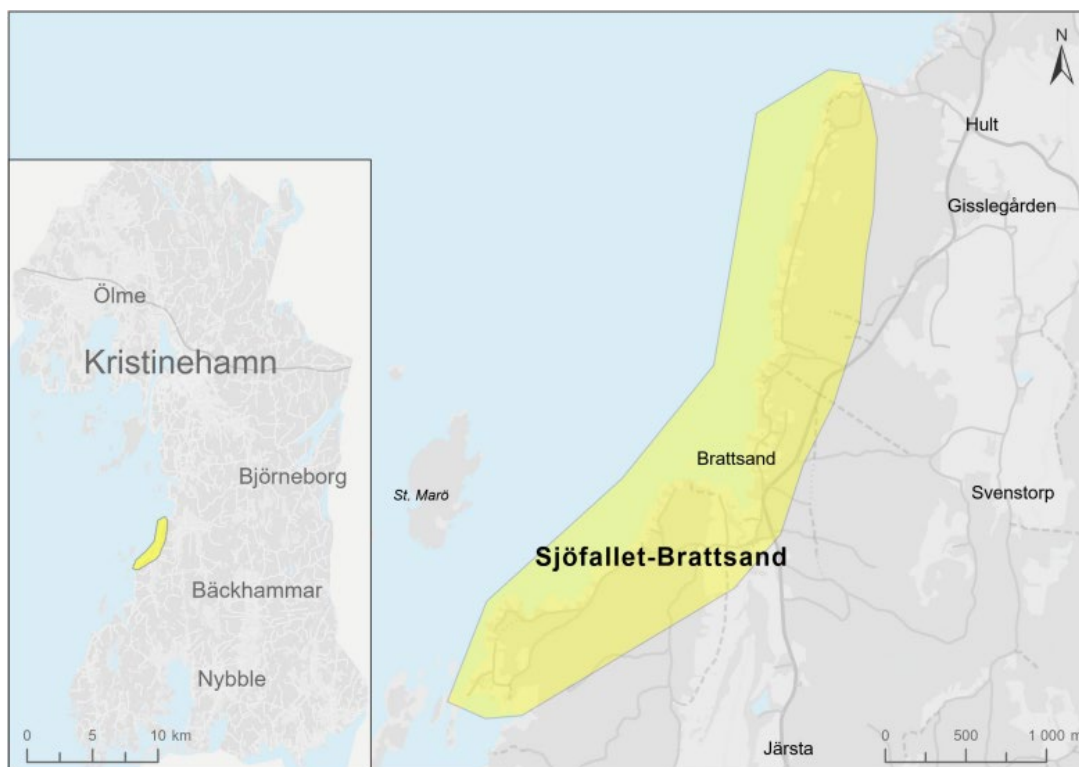 N
Hult
Gisslegården
Ölme
Kristinehamn
Brattsand
Björneborg
St. Marö
Svenstorp
Sjöfallet-Brattsand
Bäckhammar
Nybble
0 5 10 km
Järsta
0 500 1 000 m